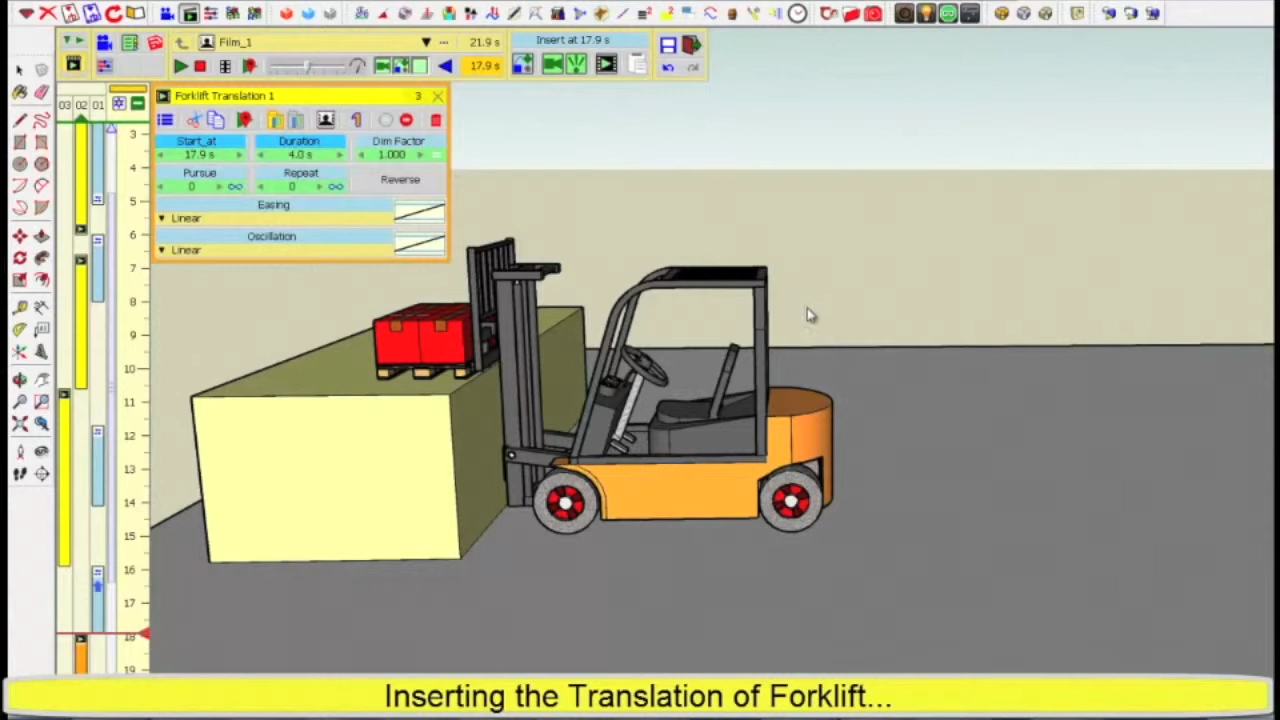 Film_1
21.9 s
Insert at 17.9 s
17.9 s
03 02 01
Forklift Translation 1
3
Start_at
Duration
Dim Factor
17.9 s
4.0 s
1.000
Pursue
Repeat
Reverse
0
0
Easing
Linear
Oscillation
Linear
3
4
5
6
7
8
9
10
11
12
13
14
15
16
17
18
19
Inserting the Translation of Forklift...